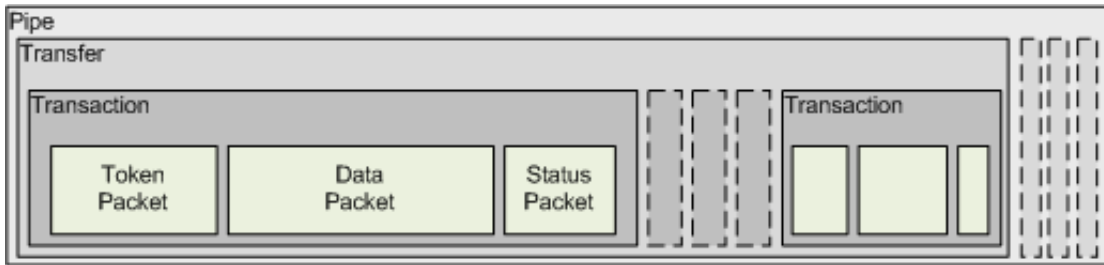 Pipe
Transfer
Transaction
Transaction
Token
Packet
Data
Packet
Status
Packet